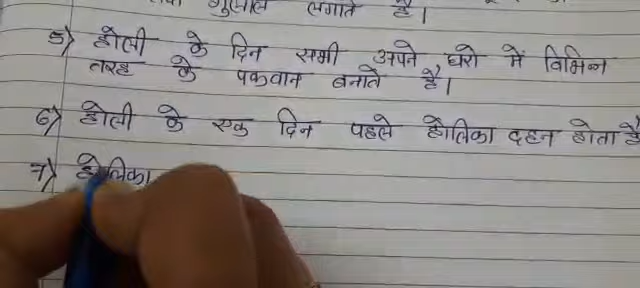 गुलाल लगाते है।
5) होली के दिन सभी अपने घरो में विभिन्न
तरह के पकवान बनाते है।
6) होली के एक दिन पहले होलिका दहन होता है
7) होलिका